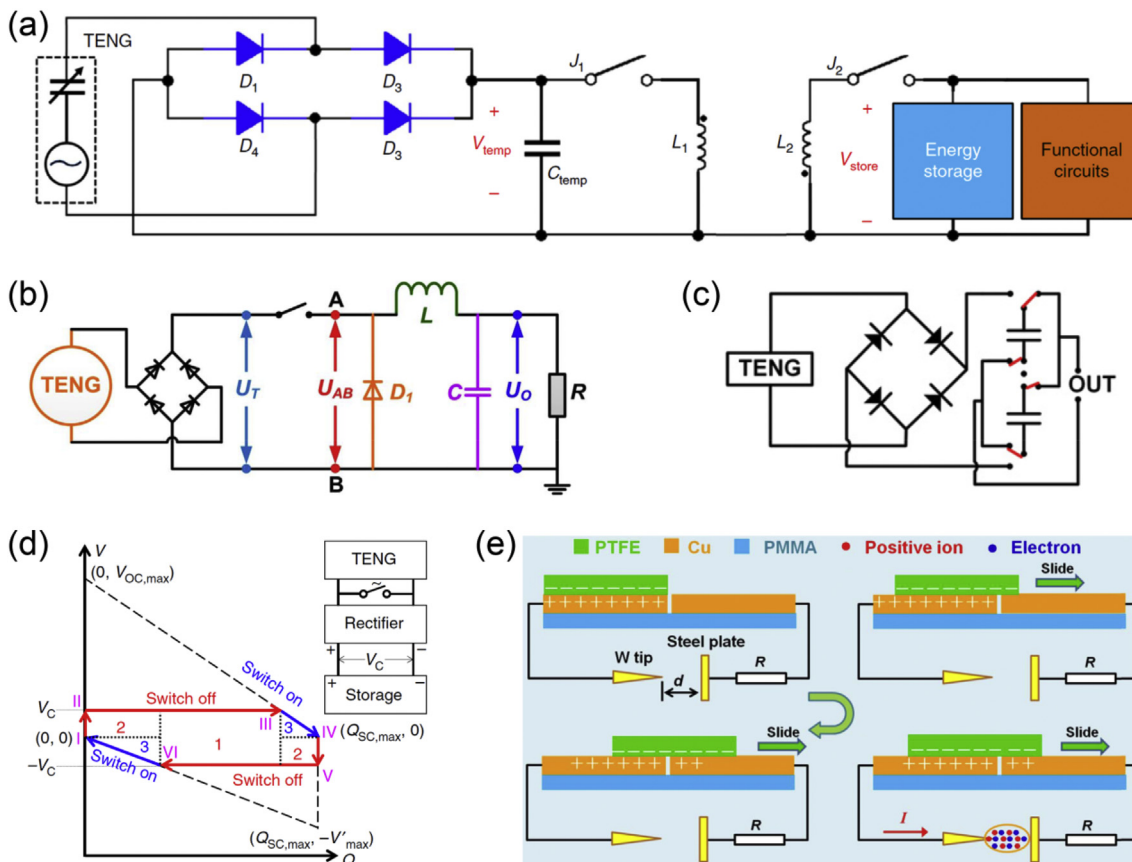 (a)
TENG
D1
D3
D4
D3
+
Vtemp
−
Ctemp
J1
L1
L2
J2
+
Vstore
−
Energy
storage
Functional
circuits
(b)
TENG
UT
A
UAB
B
D1
L
C
UO
R
(c)
TENG
OUT
(d)
V
(0, VOC,max)
Switch on
II
Switch off
VC
III
IV
2
3
(QSC,max, 0)
(0, 0)
I
3
1
2
VI
−VC
Switch on
Switch off
V
(QSC,max, −V′max)
Q
TENG
~
Rectifier
+ VC −
+ −
Storage
(e)
PTFE Cu PMMA Positive ion Electron
Slide
− − − − − − −
+ + + + + + +
Steel plate
W tip
d
R
− − − − − − −
+ + + + + + +
R
Slide
− − − − − − −
+ + + + + + +
R
Slide
− − − − − − −
+ + + + + + +
I
R